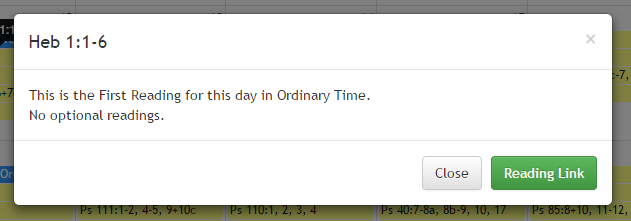 Heb 1:1-6
×
This is the First Reading for this day in Ordinary Time.
No optional readings.
Close
Reading Link
Ps 111:1-2, 4-5, 9+10c
Ps 110:1, 2, 3, 4
Ps 40:7-8a, 8b-9, 10, 17
Ps 85:8+10, 11-12,